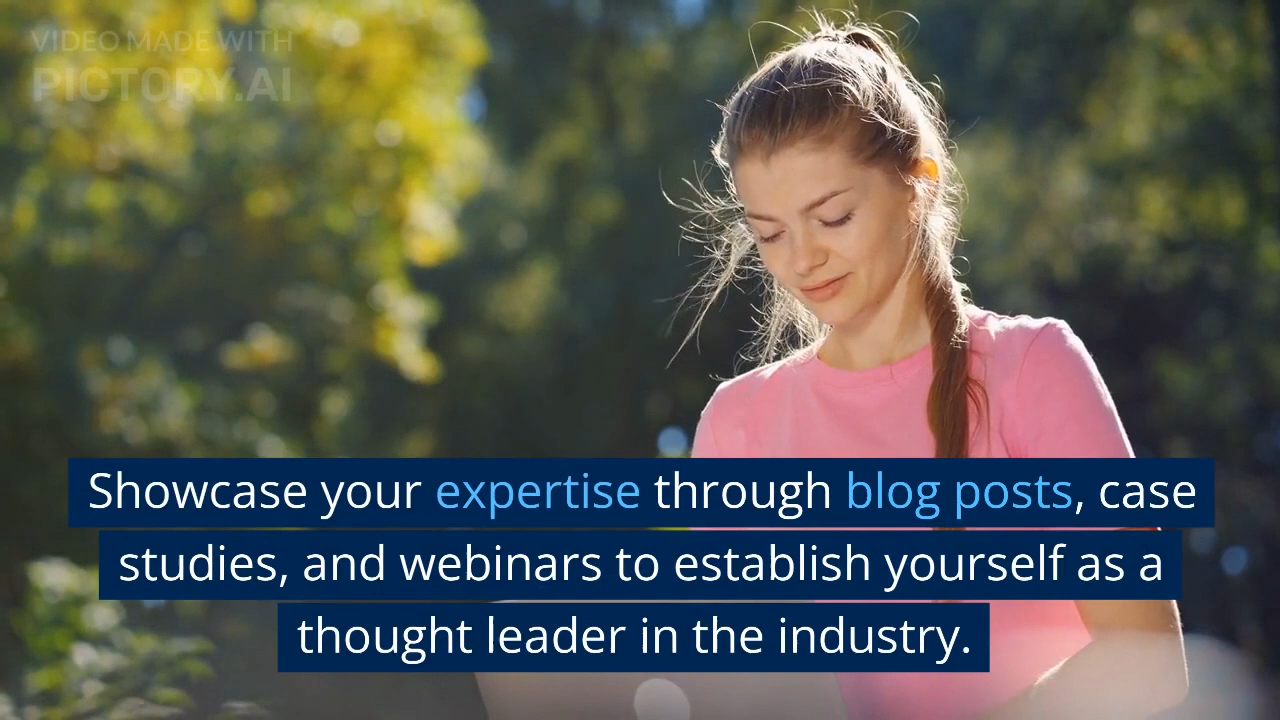 VIDEO MADE WITH
PICTORY.AI
Showcase your expertise through blog posts, case
studies, and webinars to establish yourself as a
thought leader in the industry.